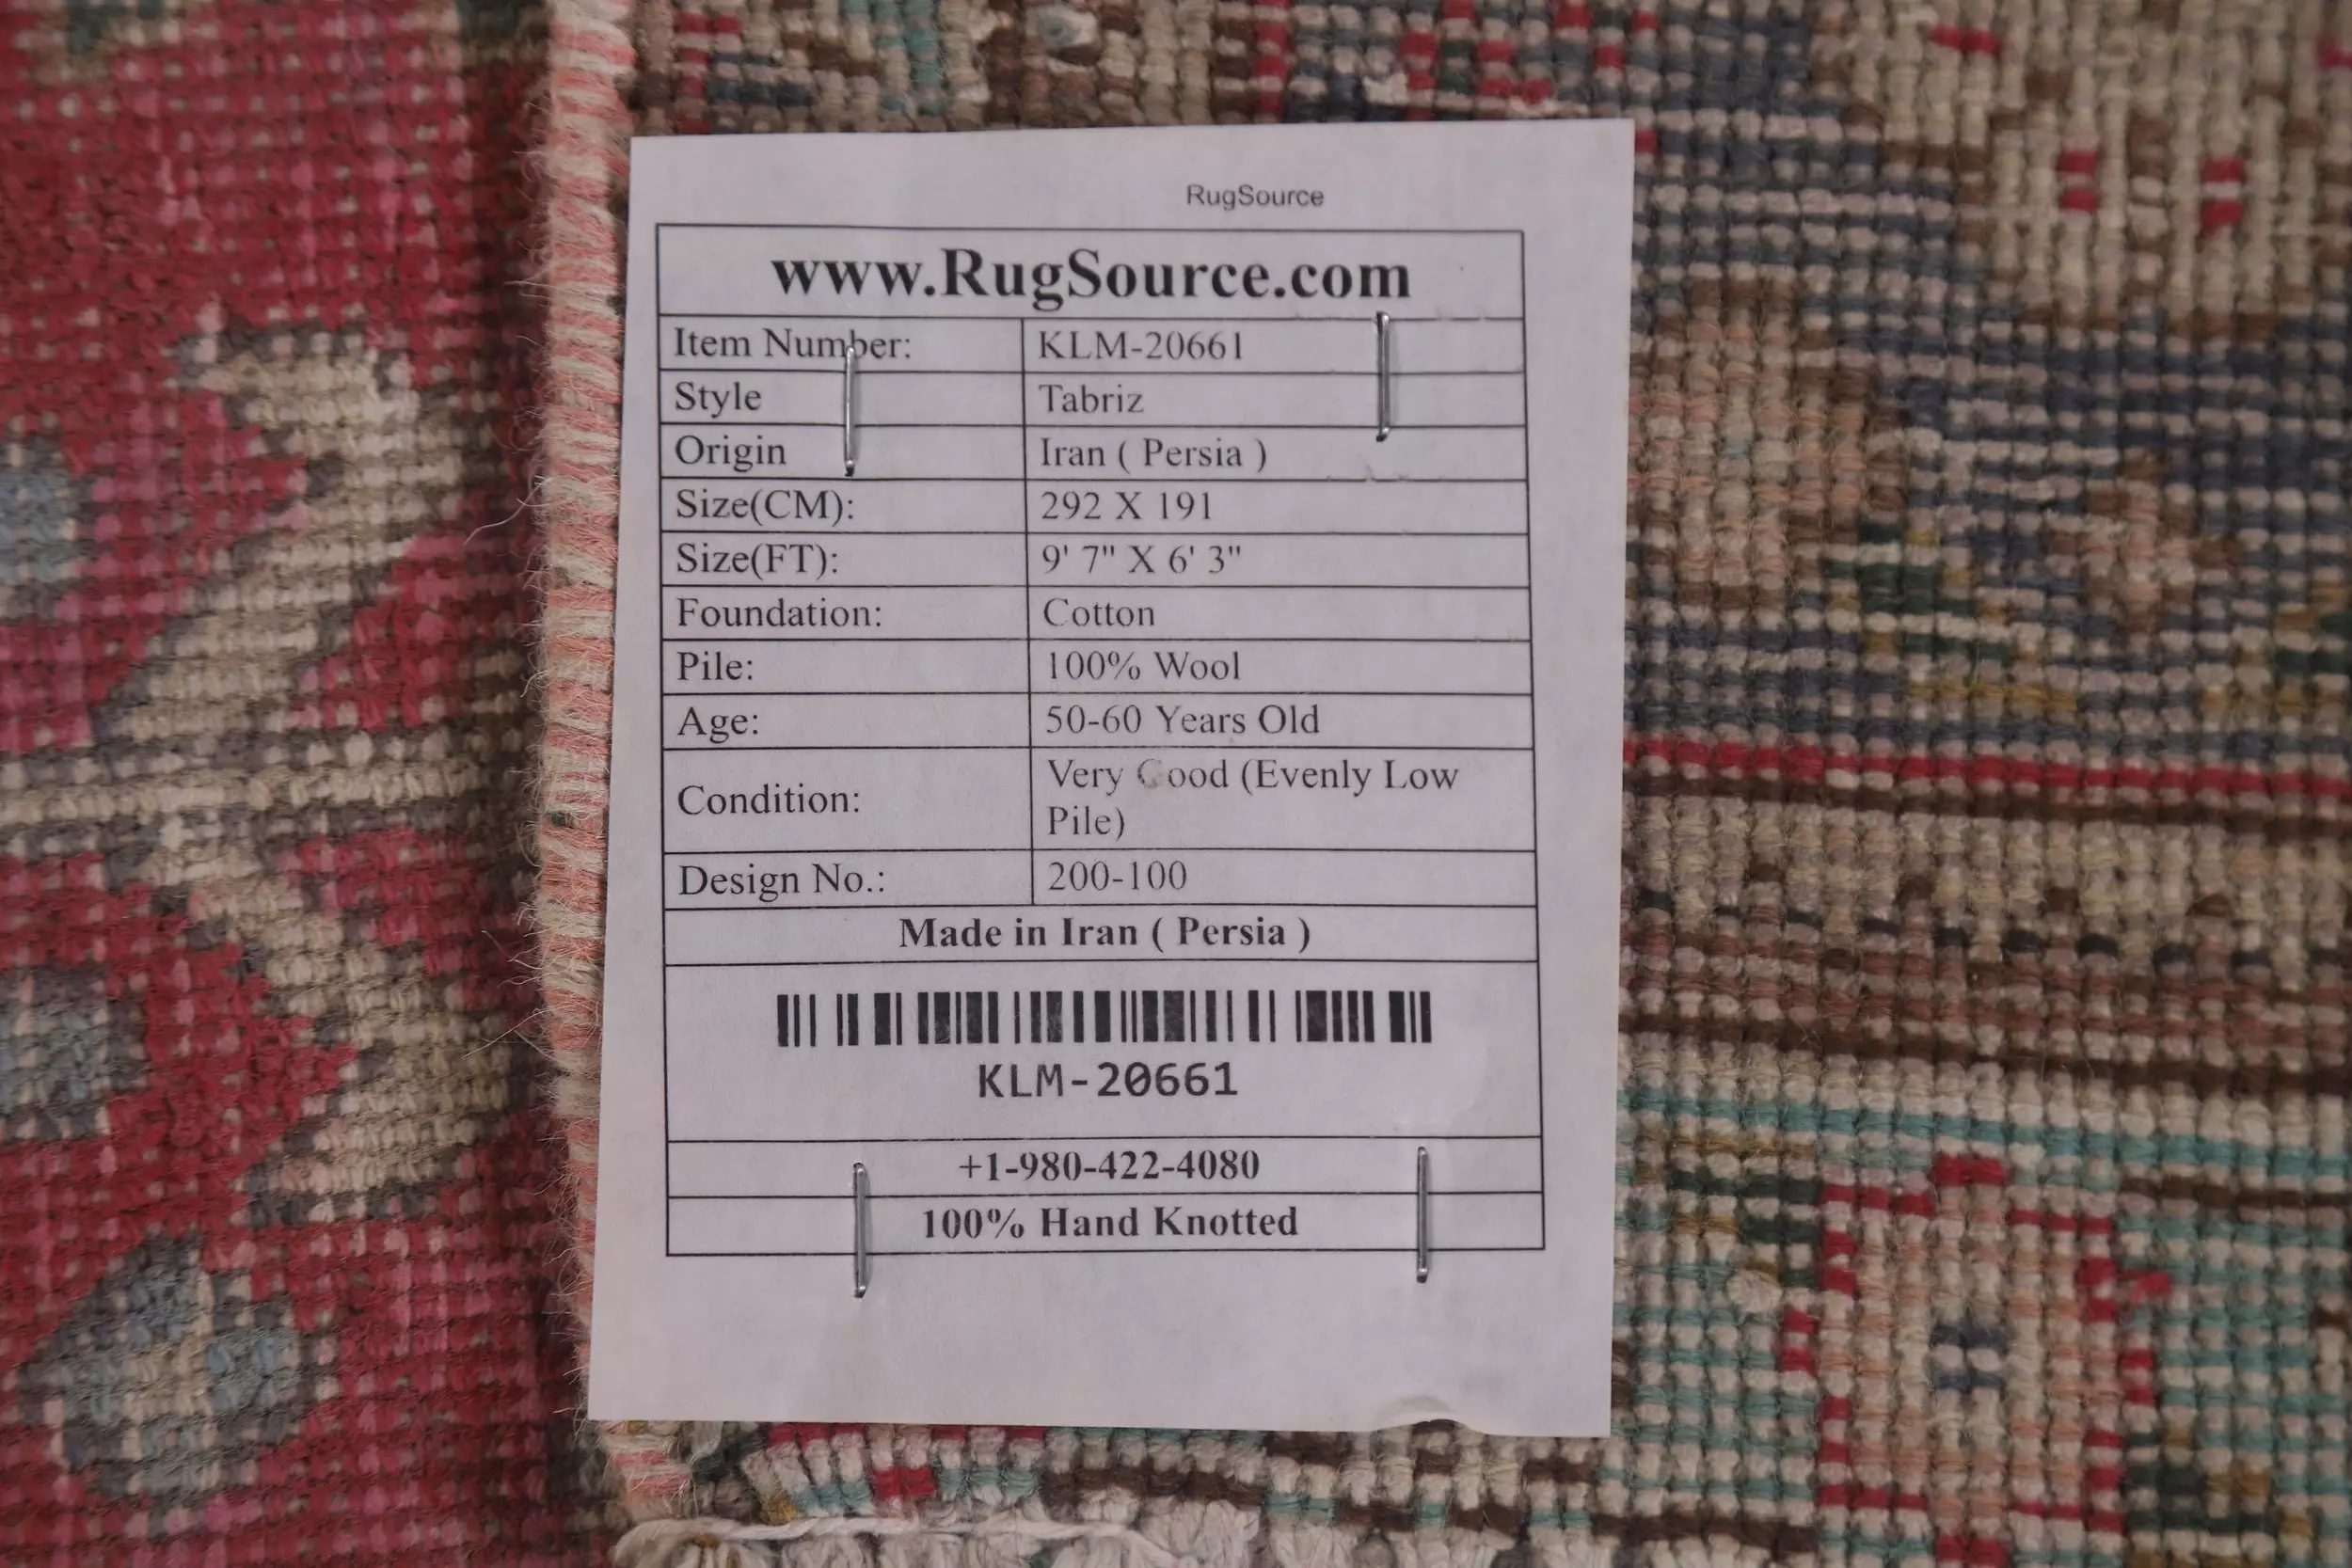 RugSource
www.RugSource.com
Item Number: KLM-20661
Style Tabriz
Origin Iran ( Persia )
Size(CM): 292 X 191
Size(FT): 9' 7" X 6' 3"
Foundation: Cotton
Pile: 100% Wool
Age: 50-60 Years Old
Condition: Very Good (Evenly Low
Pile)
Design No.: 200-100
Made in Iran ( Persia )
KLM-20661
+1-980-422-4080
100% Hand Knotted